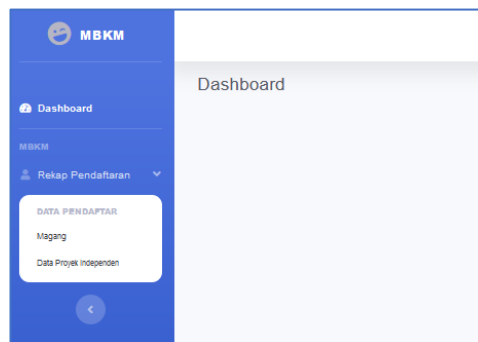 MBKM
Dashboard
Dashboard
MBKM
Rekap Pendaftaran
DATA PENDAFTAR
Magang
Data Proyek Independen